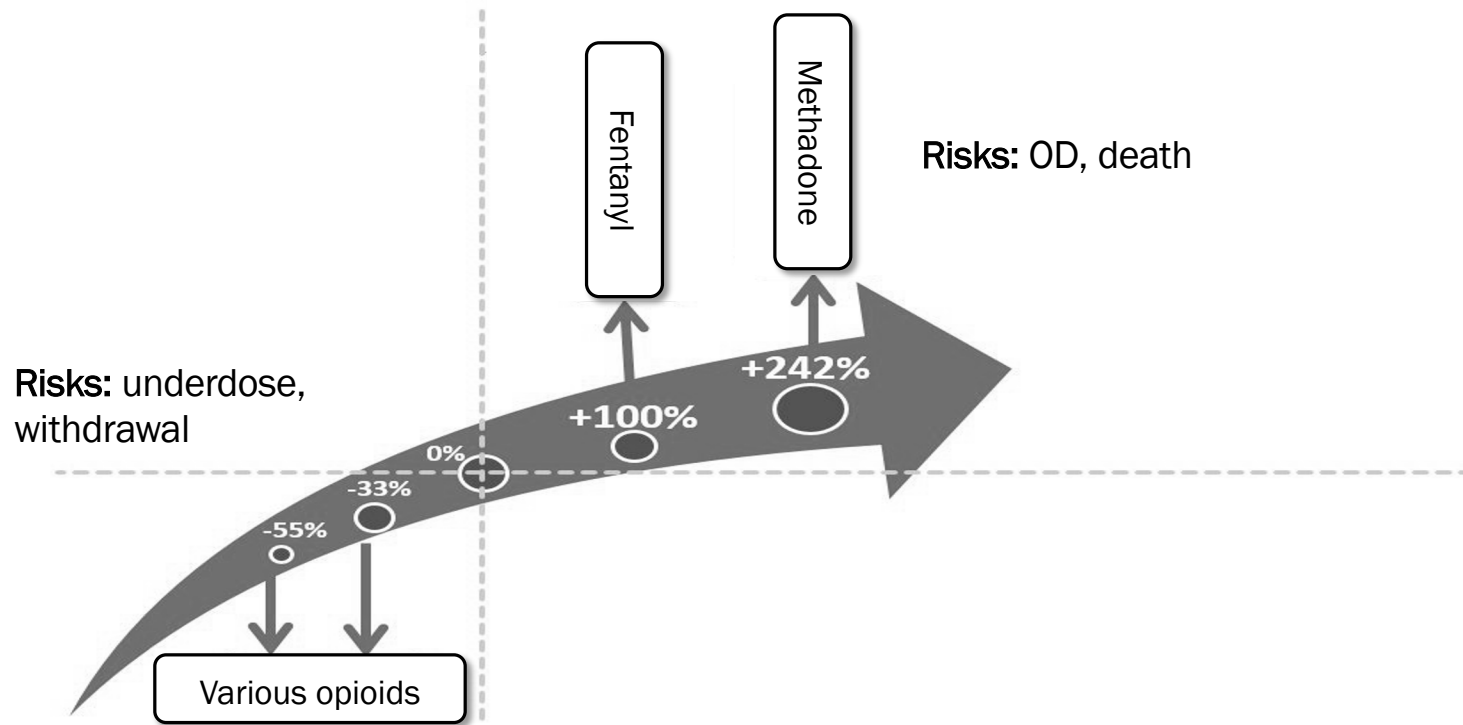 Fentanyl
Methadone
Risks: OD, death
Risks: underdose,
withdrawal
+242%
+100%
0%
-33%
-55%
Various opioids